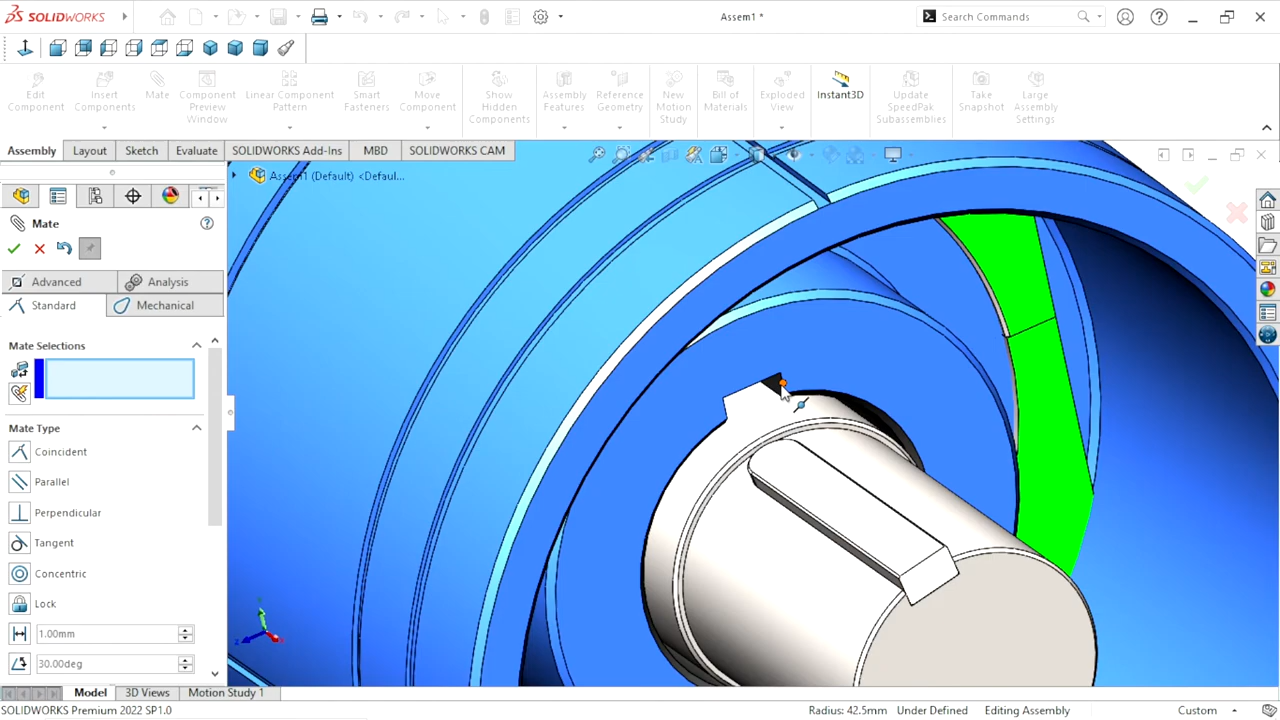 SOLIDWORKS
Assem1 *
Search Commands
Edit Component
Insert Components
Mate
Component Preview Window
Linear Component Pattern
Smart Fasteners
Move Component
Show Hidden Components
Assembly Features
Reference Geometry
New Motion Study
Bill of Materials
Exploded View
Instant3D
Update SpeedPak Subassemblies
Take Snapshot
Large Assembly Settings
Assembly
Layout
Sketch
Evaluate
SOLIDWORKS Add-Ins
MBD
SOLIDWORKS CAM
Assem1 (Default) <Defaul...
Mate
Advanced
Analysis
Standard
Mechanical
Mate Selections
Mate Type
Coincident
Parallel
Perpendicular
Tangent
Concentric
Lock
1.00mm
30.00deg
Model
3D Views
Motion Study 1
SOLIDWORKS Premium 2022 SP1.0
Radius: 42.5mm
Under Defined
Editing Assembly
Custom